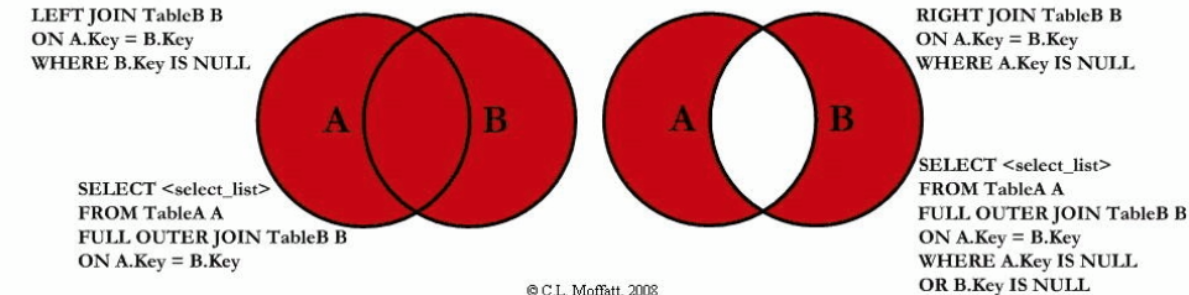 LEFT JOIN TableB B
ON A.Key = B.Key
WHERE B.Key IS NULL
RIGHT JOIN TableB B
ON A.Key = B.Key
WHERE A.Key IS NULL
A
B
A
B
SELECT <select_list>
FROM TableA A
FULL OUTER JOIN TableB B
ON A.Key = B.Key
SELECT <select_list>
FROM TableA A
FULL OUTER JOIN TableB B
ON A.Key = B.Key
WHERE A.Key IS NULL
OR B.Key IS NULL
© C.L. Moffatt, 2008